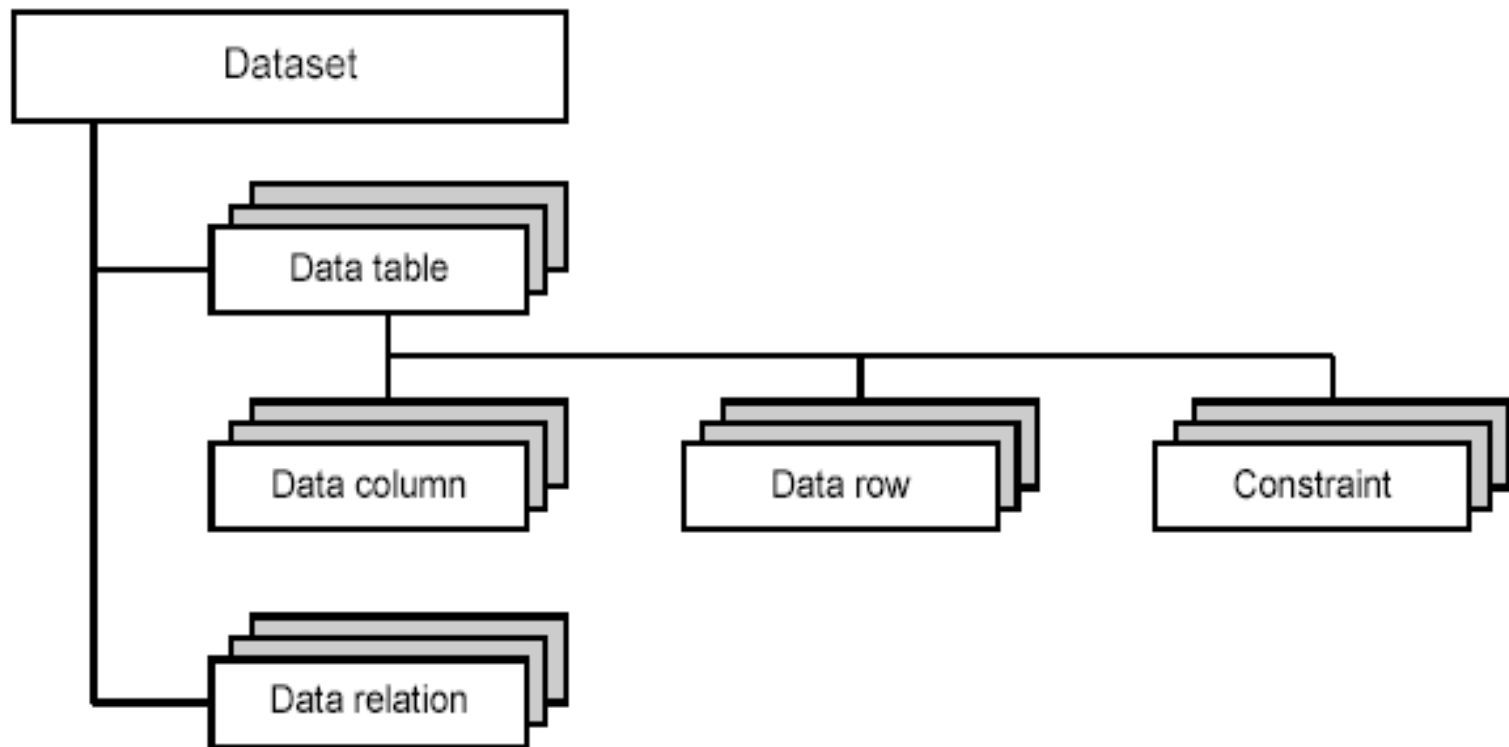 Dataset
Data table
Data column
Data row
Constraint
Data relation